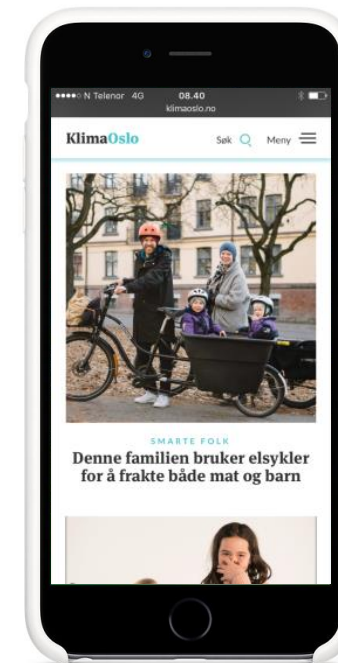 N Telenor 4G 08.40
klimaoslo.no
KlimaOslo Søk Meny
SMARTE FOLK
Denne familien bruker elsykler
for å frakte både mat og barn